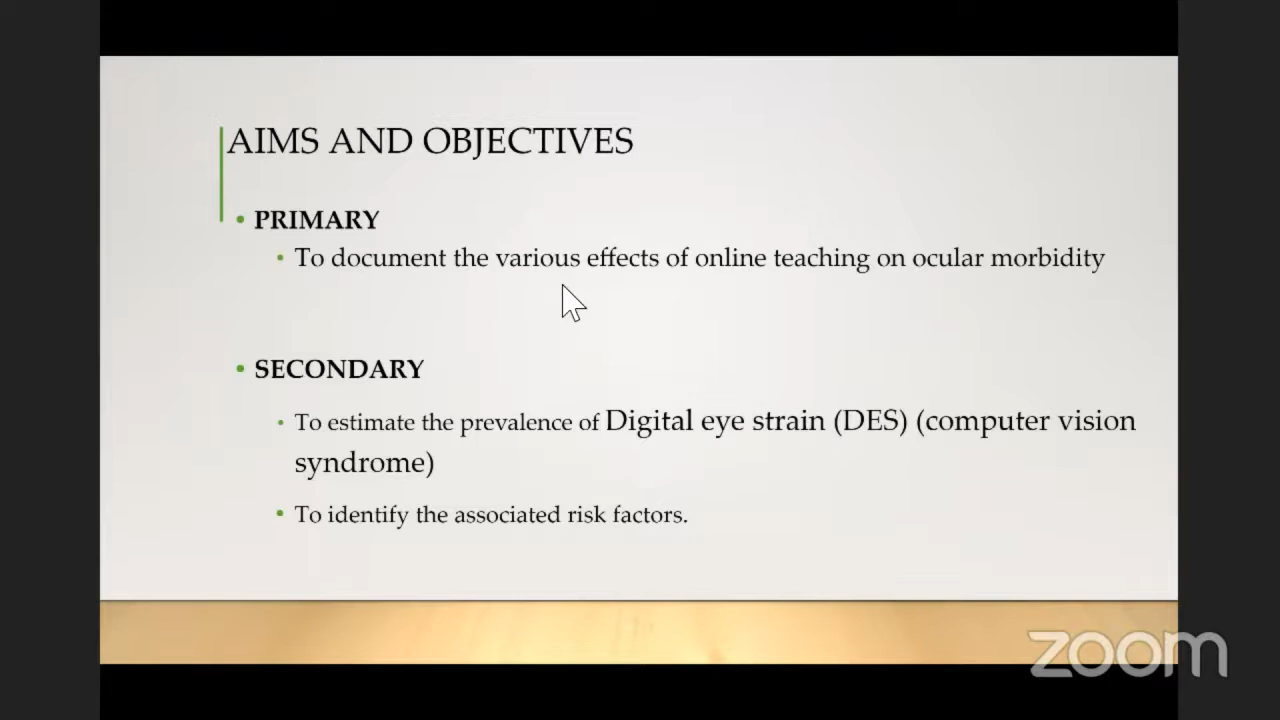 AIMS AND OBJECTIVES
• PRIMARY
• To document the various effects of online teaching on ocular morbidity
• SECONDARY
• To estimate the prevalence of Digital eye strain (DES) (computer vision
syndrome)
• To identify the associated risk factors.
zoom